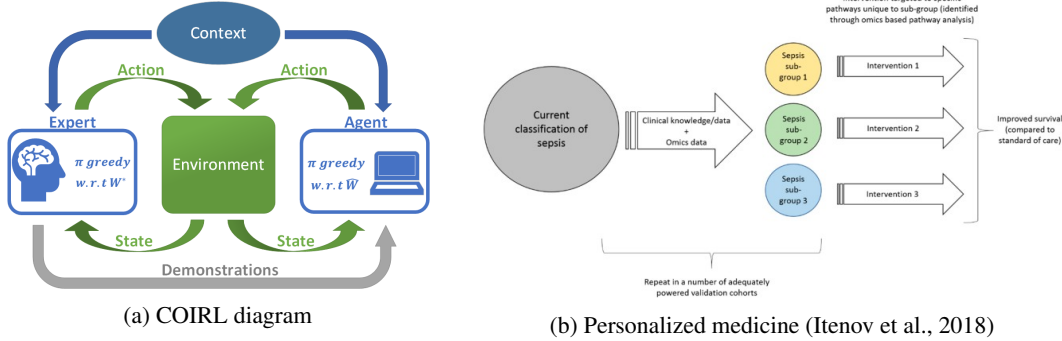 Context
Action
Action
Expert
Agent
π greedy
w.r.t W*
Environment
π greedy
w.r.t Ŵ
State
State
Demonstrations
(a) COIRL diagram
pathways unique to sub-group (identified
through omics based pathway analysis)
Current
classification of
sepsis
Clinical knowledge/data
+
Omics data
Sepsis
sub-
group 1
Intervention 1
Sepsis
sub-
group 2
Intervention 2
Sepsis
sub-
group 3
Intervention 3
Improved survival
(compared to
standard of care)
Repeat in a number of adequately
powered validation cohorts
(b) Personalized medicine (Itenov et al., 2018)